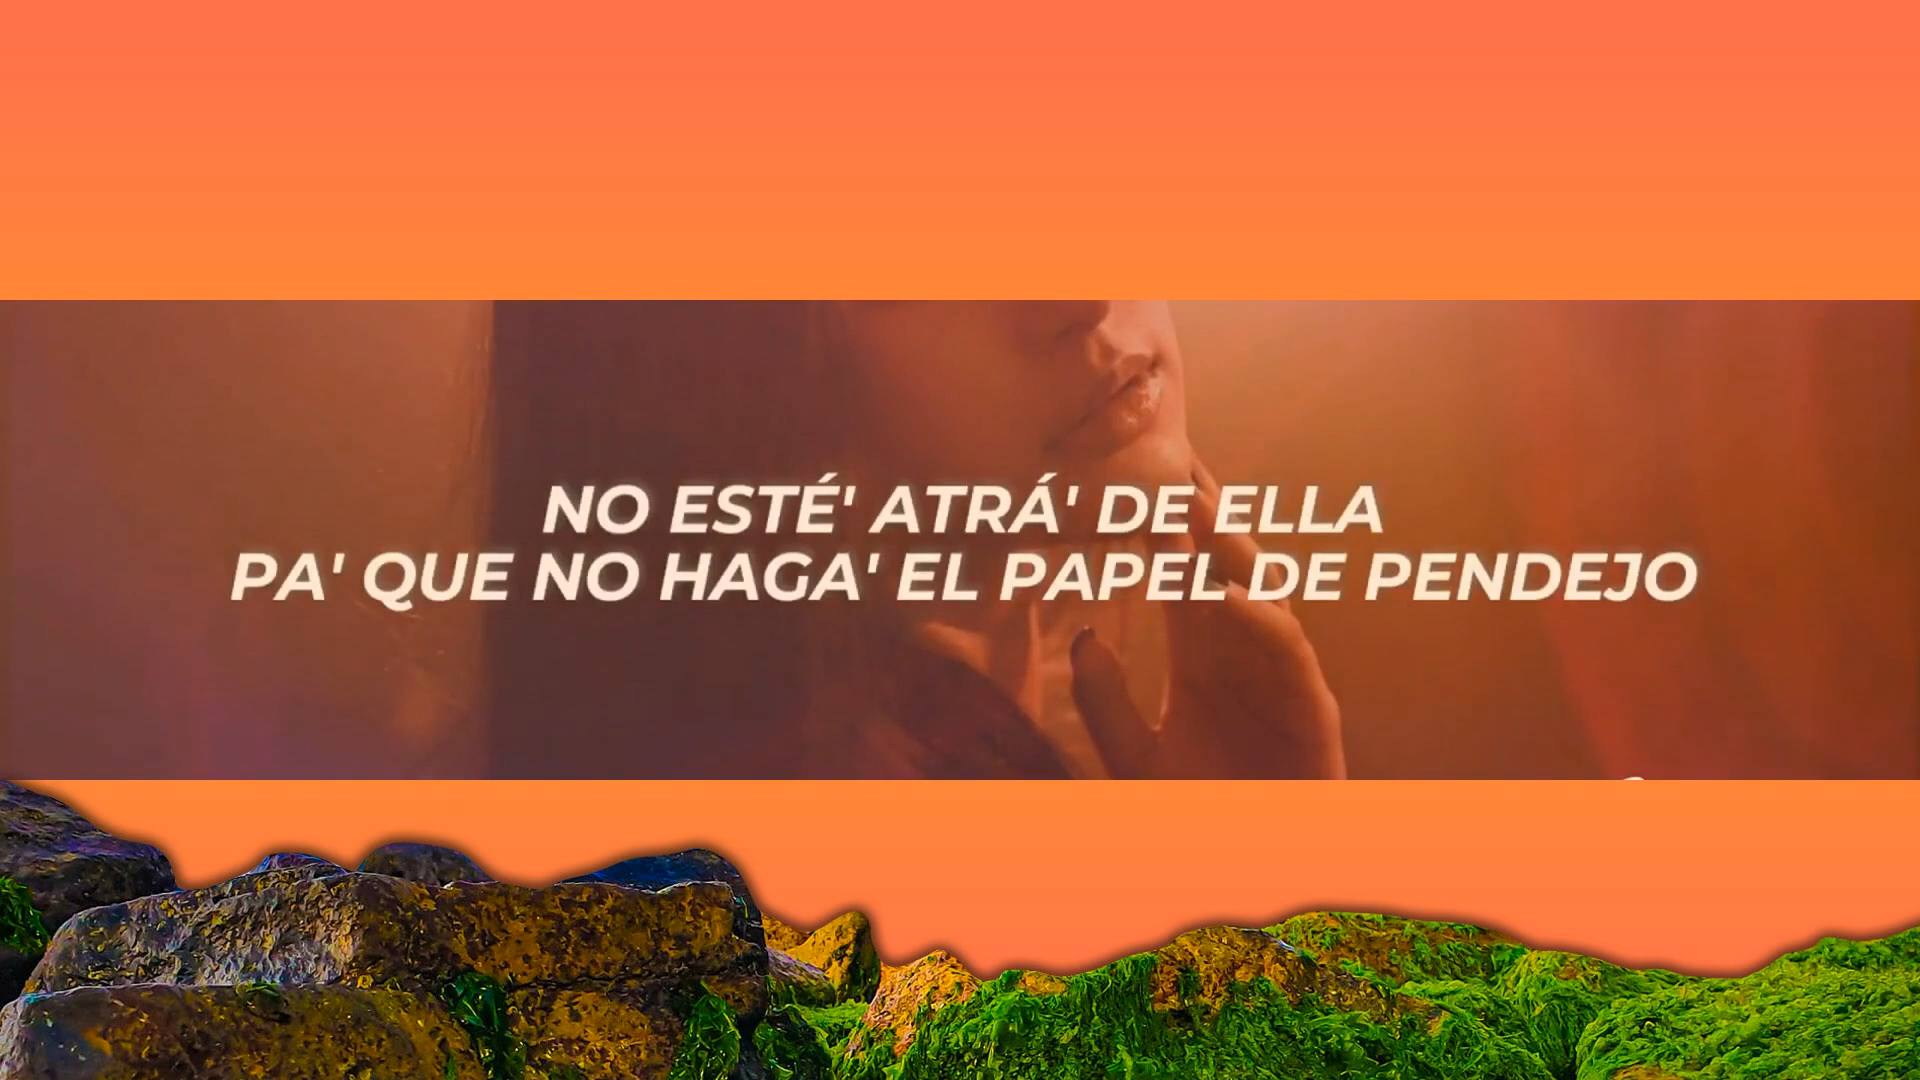 NO ESTÉ' ATRÁ' DE ELLA
PA' QUE NO HAGA' EL PAPEL DE PENDEJO